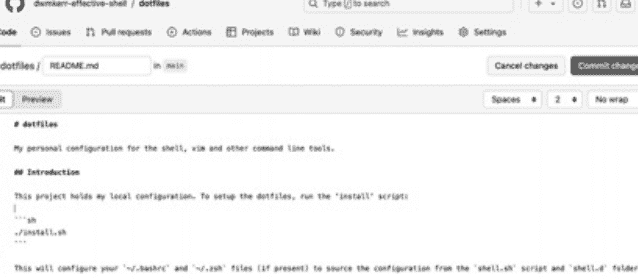 dwmkerr-effective-shell / dotfiles
Type / to search
Code
Issues
Pull requests
Actions
Projects
Wiki
Security
Insights
Settings
dotfiles / README.md in main
Cancel changes
Commit change
Preview
Spaces
2
No wrap
# dotfiles
My personal configuration for the shell, vim and other command line tools.
## Introduction
This project holds my local configuration. To setup the dotfiles, run the `install` script:
```sh
./install.sh
```
This will configure your `~/.bashrc` and `~/.zsh` files (if present) to source the configuration from the `shell.sh` script and `shell.d` folder